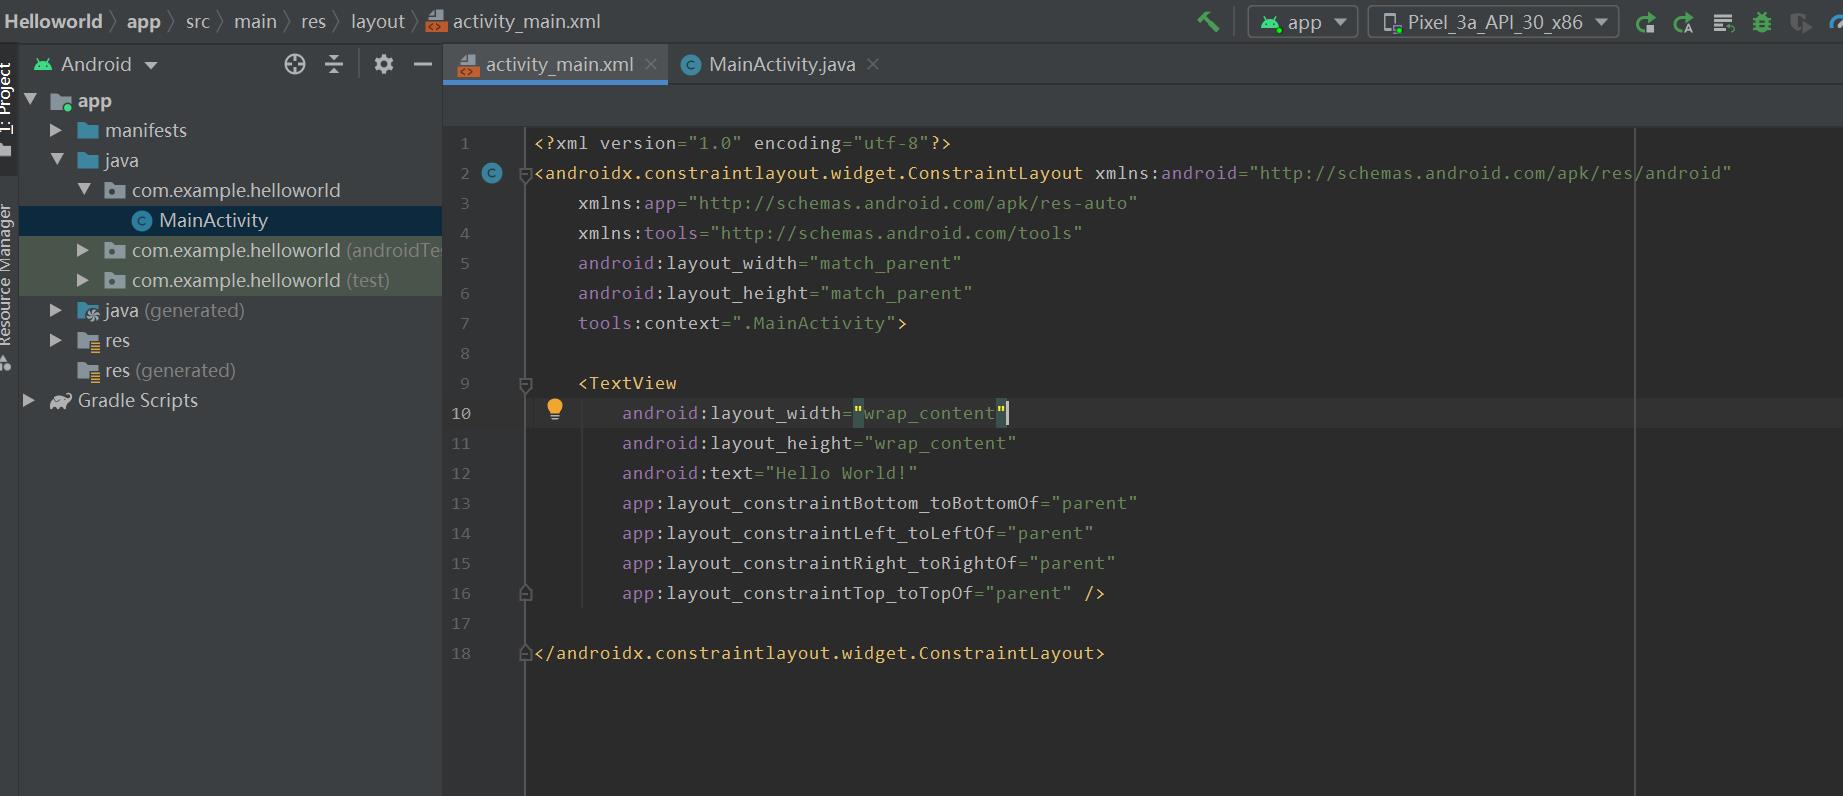 Helloworld app src main res layout activity_main.xml app Pixel_3a_API_30_x86
1: Project
Resource Manager
Android
app
manifests
java
com.example.helloworld
MainActivity
com.example.helloworld (androidTe
com.example.helloworld (test)
java (generated)
res
res (generated)
Gradle Scripts
activity_main.xml MainActivity.java
1 <?xml version="1.0" encoding="utf-8"?>
2 <androidx.constraintlayout.widget.ConstraintLayout xmlns:android="http://schemas.android.com/apk/res/android"
3 xmlns:app="http://schemas.android.com/apk/res-auto"
4 xmlns:tools="http://schemas.android.com/tools"
5 android:layout_width="match_parent"
6 android:layout_height="match_parent"
7 tools:context=".MainActivity">
8
9 <TextView
10 android:layout_width="wrap_content"
11 android:layout_height="wrap_content"
12 android:text="Hello World!"
13 app:layout_constraintBottom_toBottomOf="parent"
14 app:layout_constraintLeft_toLeftOf="parent"
15 app:layout_constraintRight_toRightOf="parent"
16 app:layout_constraintTop_toTopOf="parent" />
17
18 </androidx.constraintlayout.widget.ConstraintLayout>